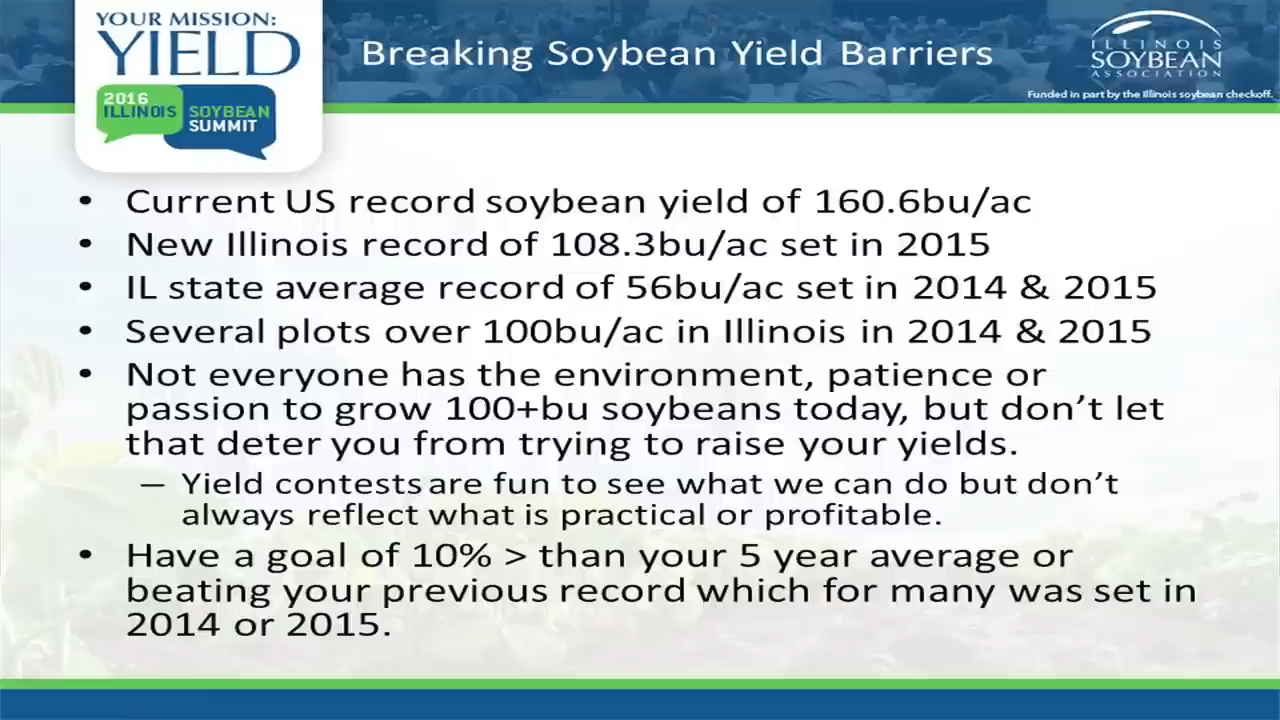 YOUR MISSION:
YIELD
2016
ILLINOIS SOYBEAN
SUMMIT
Breaking Soybean Yield Barriers
ILLINOIS
SOYBEAN
ASSOCIATION
Funded in part by the Illinois soybean checkoff.
• Current US record soybean yield of 160.6bu/ac
• New Illinois record of 108.3bu/ac set in 2015
• IL state average record of 56bu/ac set in 2014 & 2015
• Several plots over 100bu/ac in Illinois in 2014 & 2015
• Not everyone has the environment, patience or
passion to grow 100+bu soybeans today, but don’t let
that deter you from trying to raise your yields.
– Yield contests are fun to see what we can do but don’t
always reflect what is practical or profitable.
• Have a goal of 10% > than your 5 year average or
beating your previous record which for many was set in
2014 or 2015.